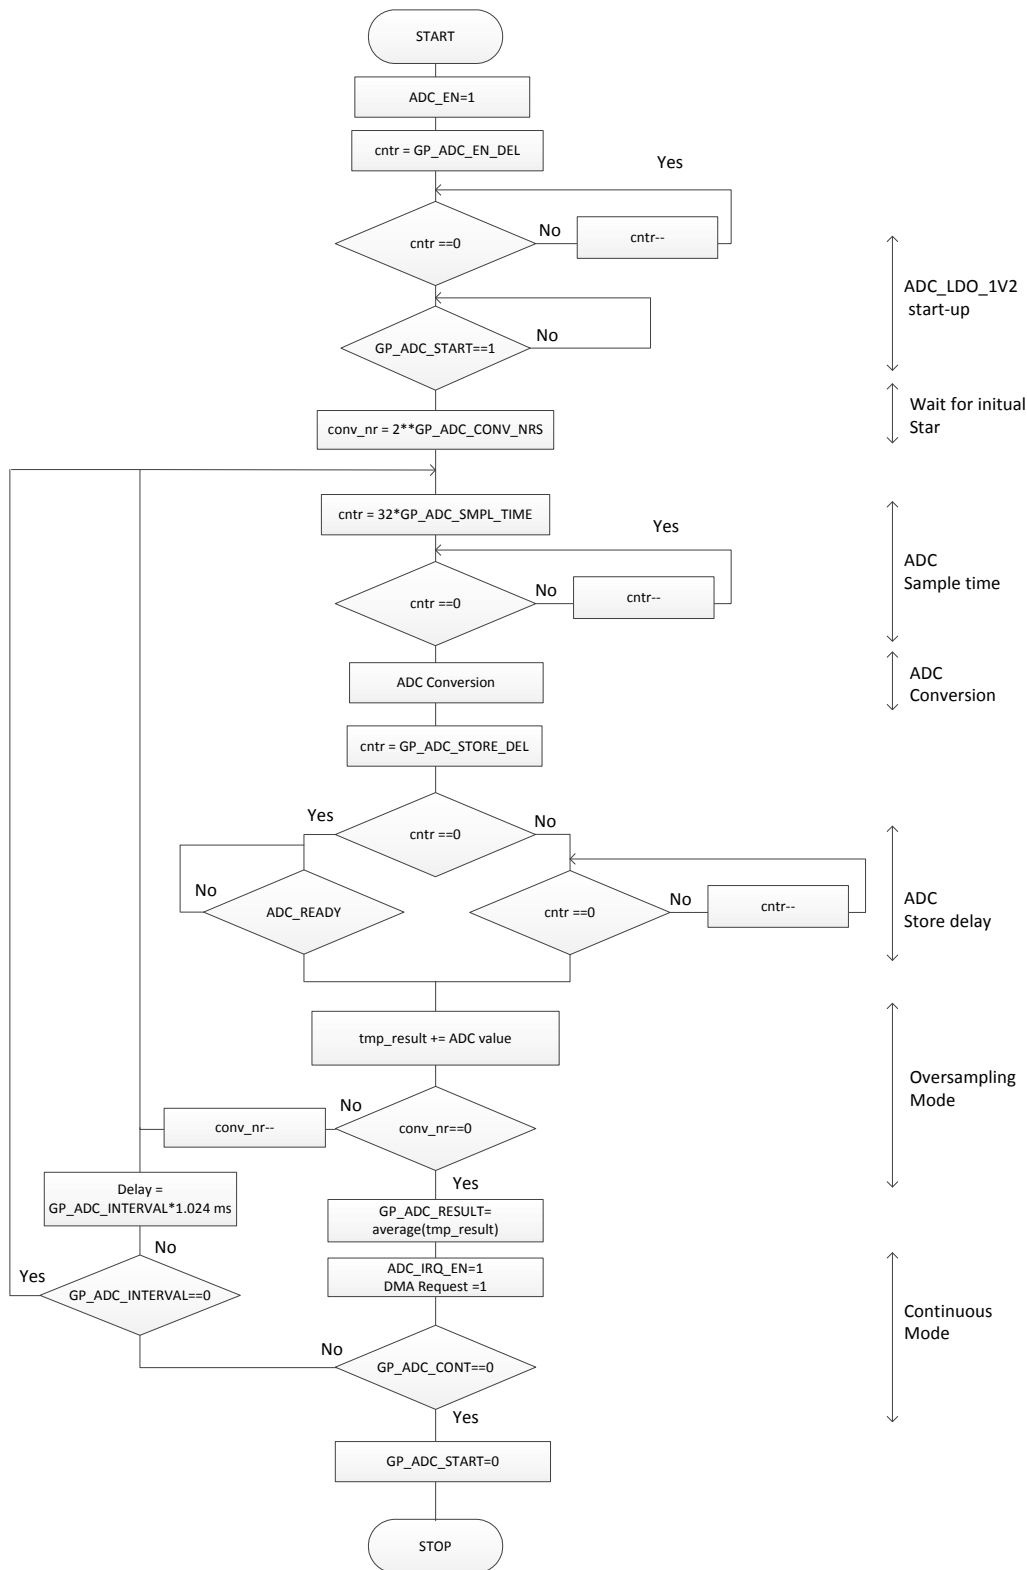 START
ADC_EN=1
cntr = GP_ADC_EN_DEL
Yes
cntr ==0
No
cntr--
ADC_LDO_1V2
start-up
GP_ADC_START==1
No
Wait for initual
Star
conv_nr = 2**GP_ADC_CONV_NRS
cntr = 32*GP_ADC_SMPL_TIME
Yes
cntr ==0
No
cntr--
ADC
Sample time
ADC Conversion
ADC
Conversion
cntr = GP_ADC_STORE_DEL
Yes
cntr ==0
No
No
ADC_READY
cntr ==0
No
cntr--
ADC
Store delay
tmp_result += ADC value
Oversampling
Mode
conv_nr--
No
conv_nr==0
Yes
Delay =
GP_ADC_INTERVAL*1.024 ms
GP_ADC_RESULT=
average(tmp_result)
No
Yes
GP_ADC_INTERVAL==0
ADC_IRQ_EN=1
DMA Request =1
Continuous
Mode
No
GP_ADC_CONT==0
Yes
GP_ADC_START=0
STOP